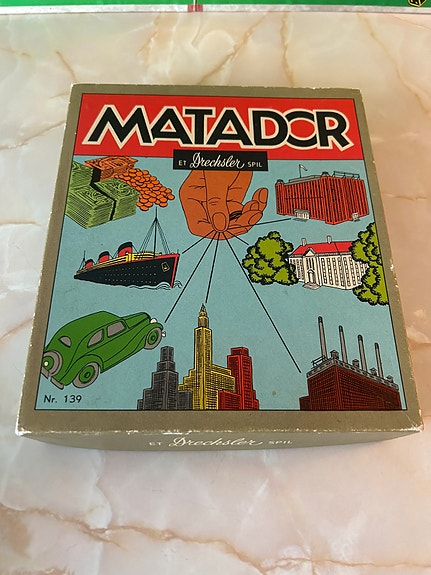 MATADOR
ET Drechsler SPIL
Nr. 139
ET Drechsler SPIL